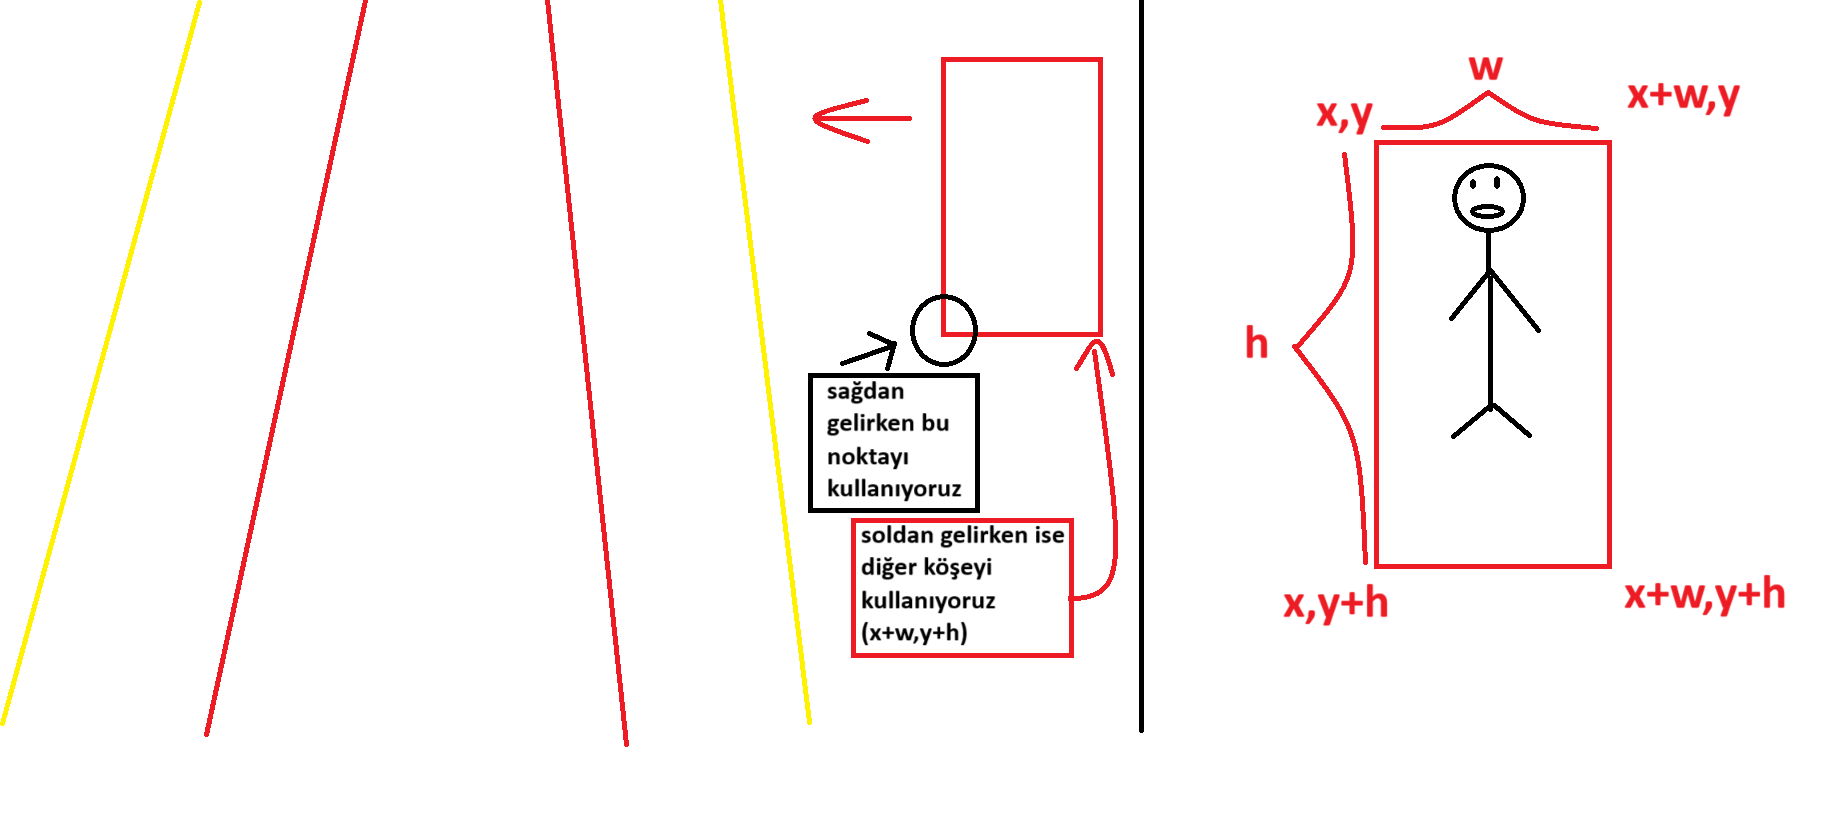 sağdan
gelirken bu
noktayı
kullanıyoruz
soldan gelirken ise
diğer köşeyi
kullanıyoruz
(x+w,y+h)
w
x,y
x+w,y
h
x,y+h
x+w,y+h